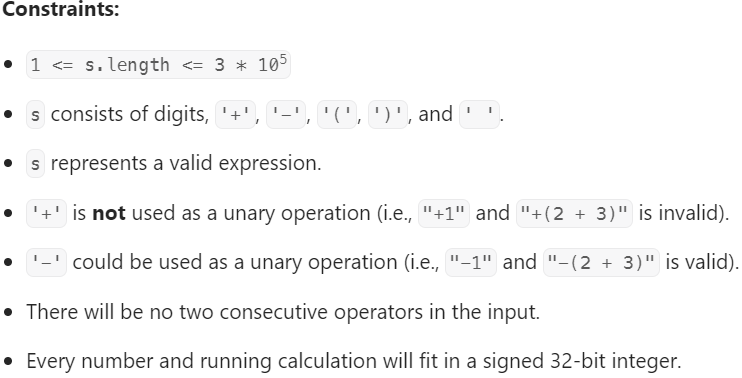 Constraints:
• 1 <= s.length <= 3 * 10⁵
• s consists of digits, '+', '-', '(', ')', and ' '.
• s represents a valid expression.
• '+' is not used as a unary operation (i.e., "+1" and "+(2 + 3)" is invalid).
• '-' could be used as a unary operation (i.e., "-1" and "-(2 + 3)" is valid).
• There will be no two consecutive operators in the input.
• Every number and running calculation will fit in a signed 32-bit integer.